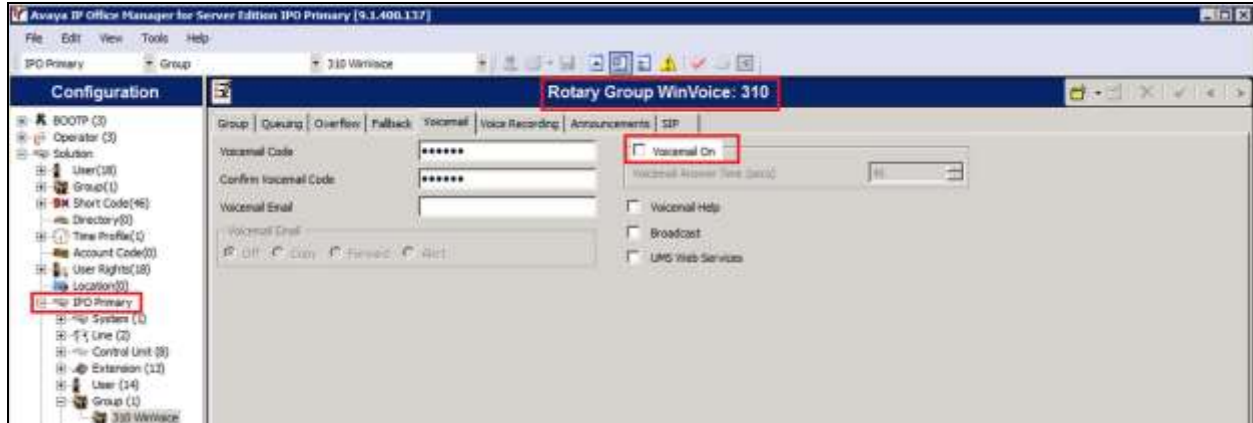 Avaya IP Office Manager for Server Edition IPO Primary [9.1.400.137]
File Edit View Tools Help
IPO Primary Group 310 WinVoice
Configuration
Rotary Group WinVoice: 310
BOOTP (3)
Operator (3)
Solution
User(18)
Group(1)
Short Code(46)
Directory(0)
Time Profile(1)
Account Code(0)
User Rights(18)
Location(0)
IPO Primary
System (1)
Line (2)
Control Unit (8)
Extension (13)
User (14)
Group (1)
310 WinVoice
Group Queuing Overflow Fallback Voicemail Voice Recording Announcements SIP
Voicemail Code ••••••
Confirm Voicemail Code ••••••
Voicemail Email
Voicemail Email
Off Copy Forward Alert
Voicemail On
Voicemail Answer Time (secs)
Voicemail Help
Broadcast
UMS Web Services